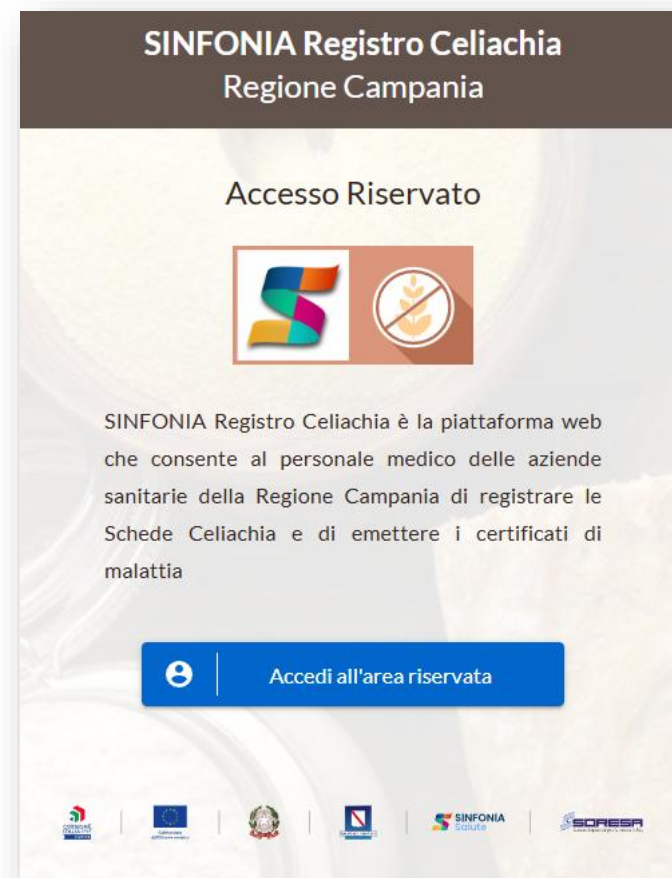 SINFONIA Registro Celiachia
Regione Campania
Accesso Riservato
SINFONIA Registro Celiachia è la piattaforma web
che consente al personale medico delle aziende
sanitarie della Regione Campania di registrare le
Schede Celiachia e di emettere i certificati di
malattia
Accedi all'area riservata
SINFONIA
Salute
SORESA